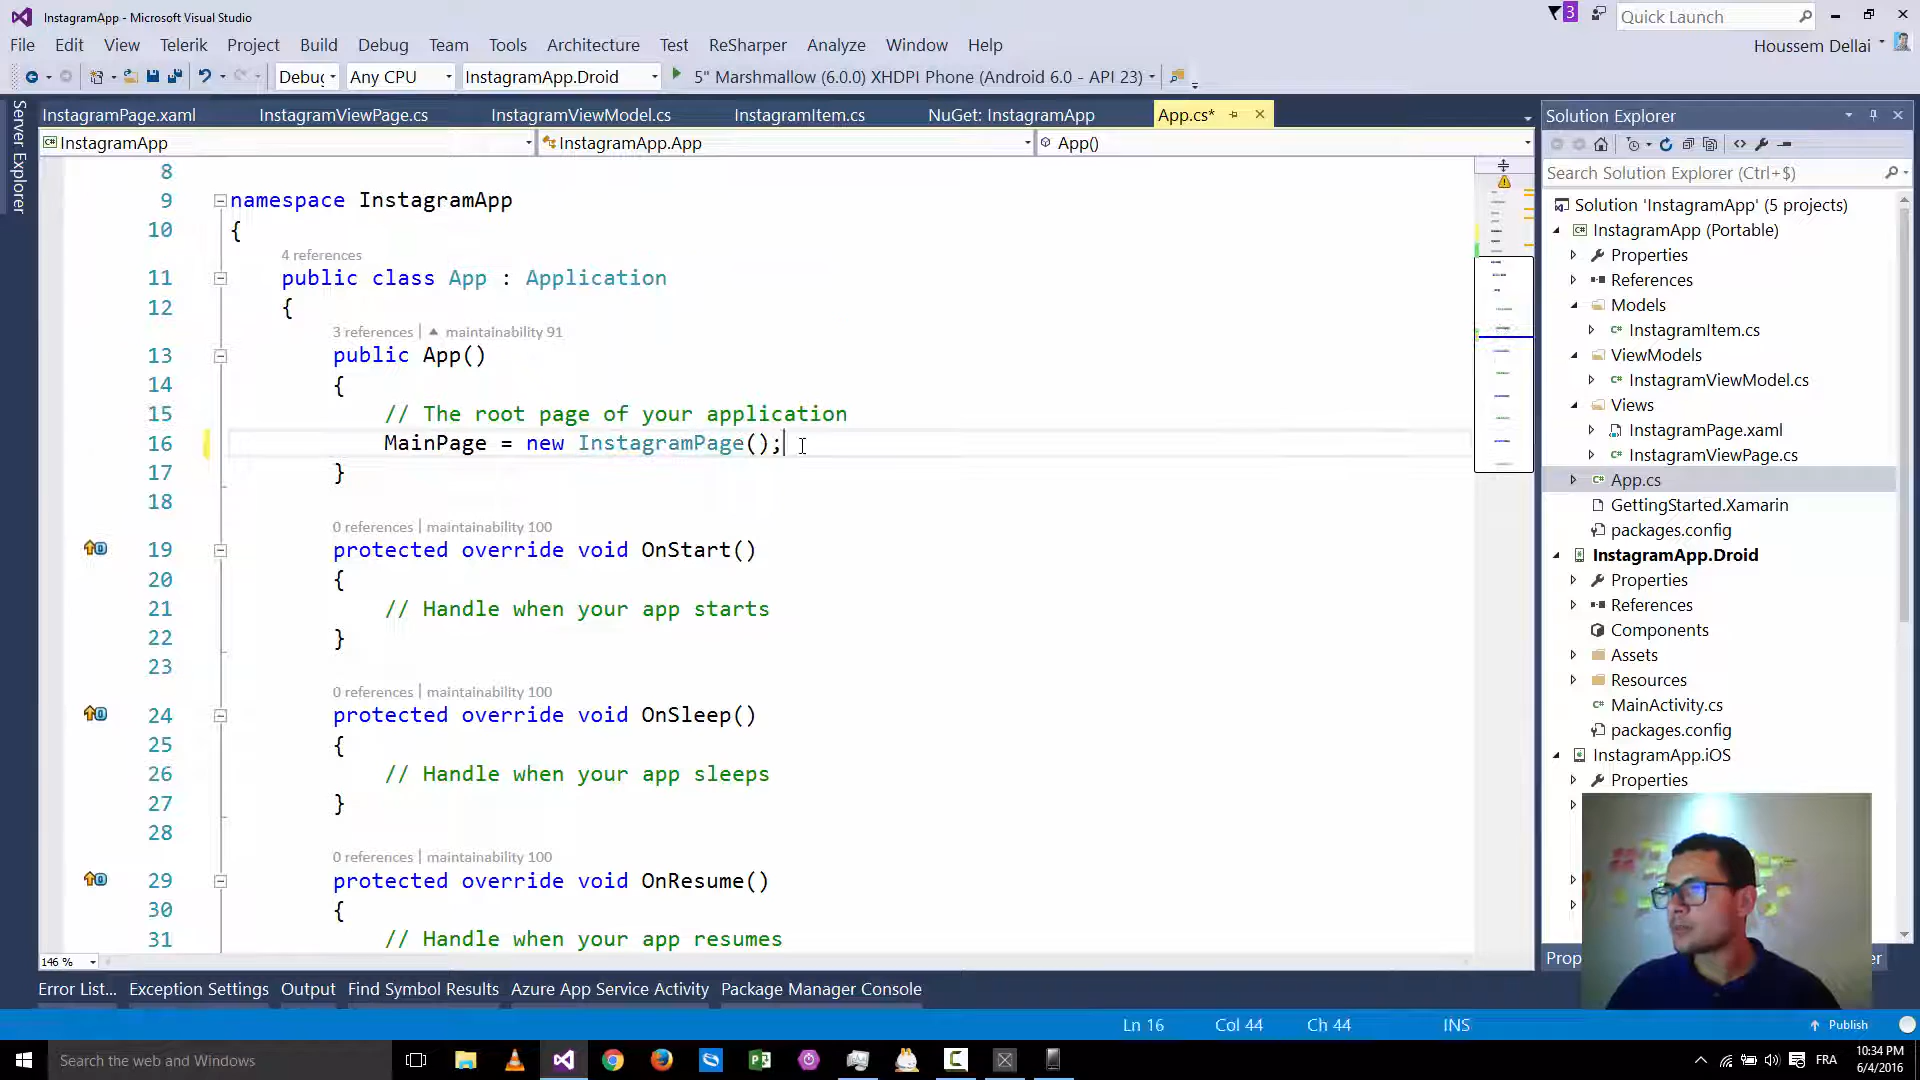 InstagramApp - Microsoft Visual Studio
3
Quick Launch
File Edit View Telerik Project Build Debug Team Tools Architecture Test ReSharper Analyze Window Help
Houssem Dellai
Debug Any CPU InstagramApp.Droid 5" Marshmallow (6.0.0) XHDPI Phone (Android 6.0 - API 23)
Server Explorer
InstagramPage.xaml InstagramViewPage.cs InstagramViewModel.cs InstagramItem.cs NuGet: InstagramApp App.cs*
InstagramApp InstagramApp.App App()
8
9 namespace InstagramApp
10 {
4 references
11 public class App : Application
12 {
3 references | maintainability 91
13 public App()
14 {
15 // The root page of your application
16 MainPage = new InstagramPage();
17 }
18
0 references | maintainability 100
19 protected override void OnStart()
20 {
21 // Handle when your app starts
22 }
23
0 references | maintainability 100
24 protected override void OnSleep()
25 {
26 // Handle when your app sleeps
27 }
28
0 references | maintainability 100
29 protected override void OnResume()
30 {
31 // Handle when your app resumes
146 %
Solution Explorer
Search Solution Explorer (Ctrl+$)
Solution 'InstagramApp' (5 projects)
InstagramApp (Portable)
Properties
References
Models
InstagramItem.cs
ViewModels
InstagramViewModel.cs
Views
InstagramPage.xaml
InstagramViewPage.cs
App.cs
GettingStarted.Xamarin
packages.config
InstagramApp.Droid
Properties
References
Components
Assets
Resources
MainActivity.cs
packages.config
InstagramApp.iOS
Properties
Error List... Exception Settings Output Find Symbol Results Azure App Service Activity Package Manager Console
Ln 16 Col 44 Ch 44 INS Publish
Search the web and Windows
FRA
10:34 PM
6/4/2016